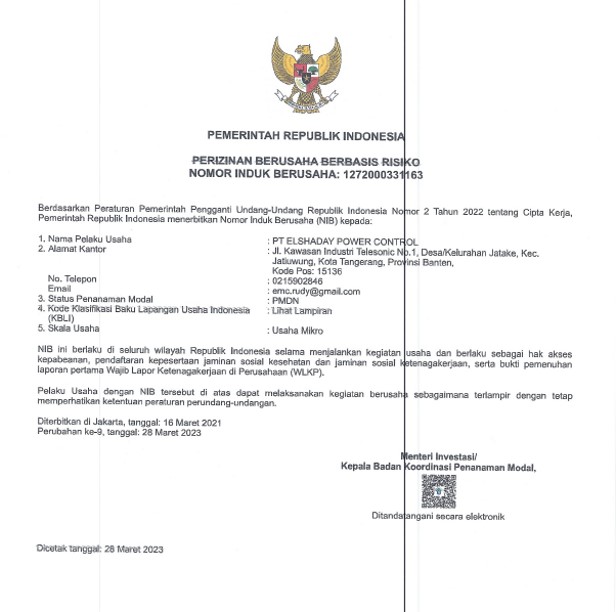 PEMERINTAH REPUBLIK INDONESIA
PERIZINAN BERUSAHA BERBASIS RISIKO
NOMOR INDUK BERUSAHA: 1272000331163
Berdasarkan Peraturan Pemerintah Pengganti Undang-Undang Republik Indonesia Nomor 2 Tahun 2022 tentang Cipta Kerja,
Pemerintah Republik Indonesia menerbitkan Nomor Induk Berusaha (NIB) kepada:
1. Nama Pelaku Usaha : PT ELSHADAY POWER CONTROL
2. Alamat Kantor : Jl. Kawasan Industri Telesonic No.1, Desa/Kelurahan Jatake, Kec.
Jatiuwung, Kota Tangerang, Provinsi Banten,
Kode Pos: 15136
No. Telepon : 0215902846
Email : emc.rudy@gmail.com
3. Status Penanaman Modal : PMDN
4. Kode Klasifikasi Baku Lapangan Usaha Indonesia : Lihat Lampiran
(KBLI)
5. Skala Usaha : Usaha Mikro
NIB ini berlaku di seluruh wilayah Republik Indonesia selama menjalankan kegiatan usaha dan berlaku sebagai hak akses
kepabeanan, pendaftaran kepesertaan jaminan sosial kesehatan dan jaminan sosial ketenagakerjaan, serta bukti pemenuhan
laporan pertama Wajib Lapor Ketenagakerjaan di Perusahaan (WLKP).
Pelaku Usaha dengan NIB tersebut di atas dapat melaksanakan kegiatan berusaha sebagaimana terlampir dengan tetap
memperhatikan ketentuan peraturan perundang-undangan.
Diterbitkan di Jakarta, tanggal: 16 Maret 2021
Perubahan ke-9, tanggal: 28 Maret 2023
Menteri Investasi/
Kepala Badan Koordinasi Penanaman Modal,
Ditandatangani secara elektronik
Dicetak tanggal: 28 Maret 2023